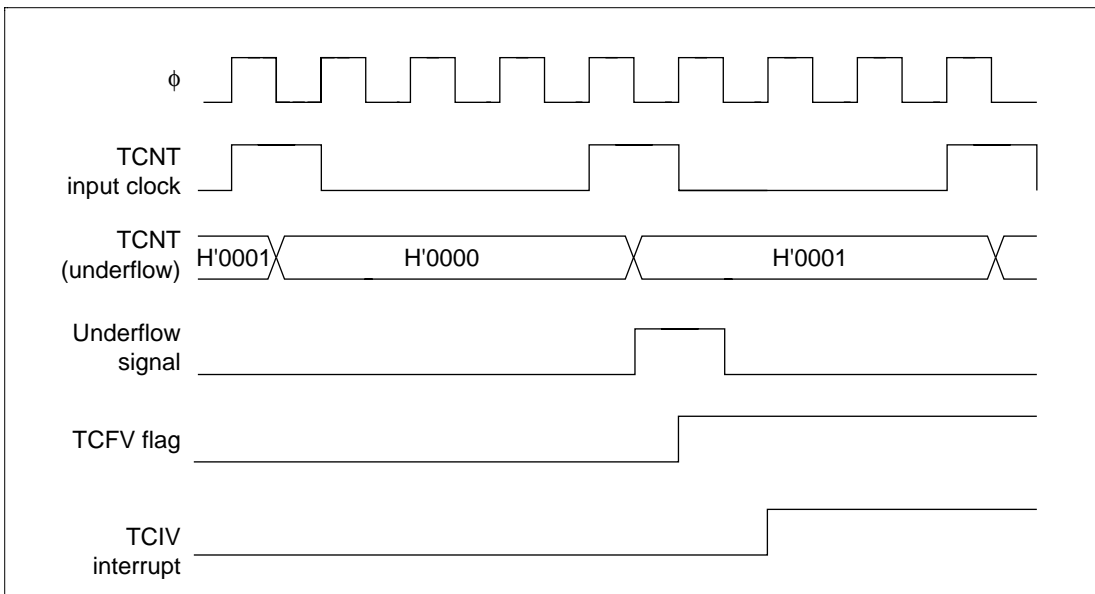 ϕ
TCNT
input clock
TCNT
(underflow)
H'0001
H'0000
H'0001
Underflow
signal
TCFV flag
TCIV
interrupt